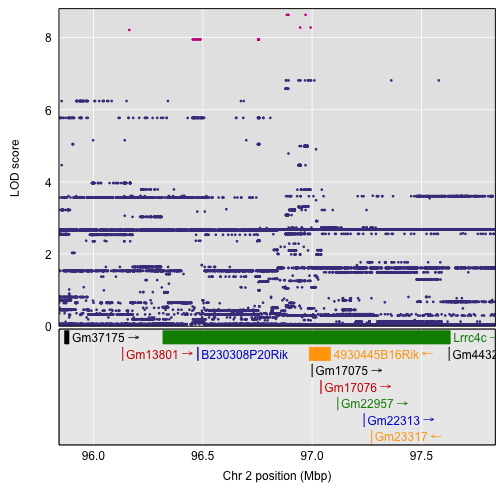 8
6
4
2
0
LOD score
Gm37175 →
Lrrc4c
Gm13801 →
B230308P20Rik
4930445B16Rik ←
Gm4432
Gm17075 →
Gm17076 →
Gm22957 →
Gm22313 →
Gm23317 ←
96.0 96.5 97.0 97.5
Chr 2 position (Mbp)